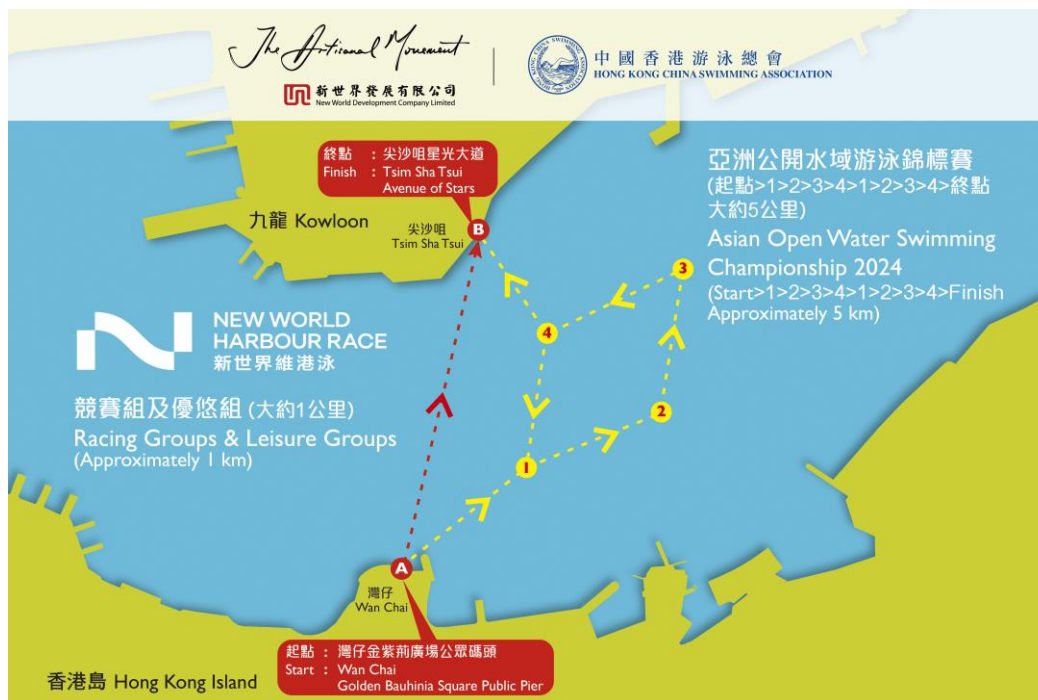 The Artisanal Movement
新世界發展有限公司
New World Development Company Limited
中國香港游泳總會
HONG KONG CHINA SWIMMING ASSOCIATION
終點 : 尖沙咀星光大道
Finish : Tsim Sha Tsui
Avenue of Stars
九龍 Kowloon
尖沙咀
Tsim Sha Tsui
B
亞洲公開水域游泳錦標賽
(起點>1>2>3>4>1>2>3>4>終點
大約5公里)
Asian Open Water Swimming
Championship 2024
(Start>1>2>3>4>1>2>3>4>Finish
Approximately 5 km)
3
4
NEW WORLD
HARBOUR RACE
新世界維港泳
競賽組及優悠組 (大約1公里)
Racing Groups & Leisure Groups
(Approximately 1 km)
2
1
A
灣仔
Wan Chai
起點 : 灣仔金紫荊廣場公眾碼頭
Start : Wan Chai
Golden Bauhinia Square Public Pier
香港島 Hong Kong Island